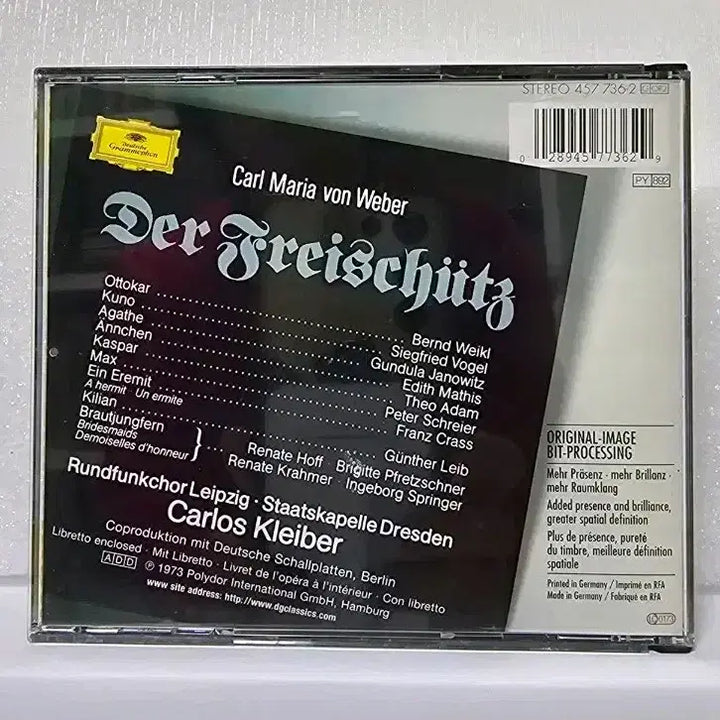 STEREO 457 736-2
0 28945 77362 9
PY 892
Deutsche
Grammophon
Carl Maria von Weber
Der Freischütz
Ottokar Bernd Weikl
Kuno Siegfried Vogel
Agathe Gundula Janowitz
Ännchen Edith Mathis
Kaspar Theo Adam
Max Peter Schreier
Ein Eremit Franz Crass
A hermit · Un ermite
Kilian Günther Leib
Brautjungfern Renate Hoff · Brigitte Pfretzschner
Bridesmaids Renate Krahmer · Ingeborg Springer
Demoiselles d'honneur
Rundfunkchor Leipzig · Staatskapelle Dresden
Carlos Kleiber
Coproduktion mit Deutsche Schallplatten, Berlin
Libretto enclosed · Mit Libretto · Livret de l'opéra à l'intérieur · Con libretto
ADD ℗ 1973 Polydor International GmbH, Hamburg
www site address: http://www.dgclassics.com
ORIGINAL-IMAGE
BIT-PROCESSING
Mehr Präsenz · mehr Brillanz ·
mehr Raumklang
Added presence and brilliance,
greater spatial definition
Plus de présence, pureté
du timbre, meilleure définition
spatiale
Printed in Germany / Imprimé en RFA
Made in Germany / Fabriqué en RFA